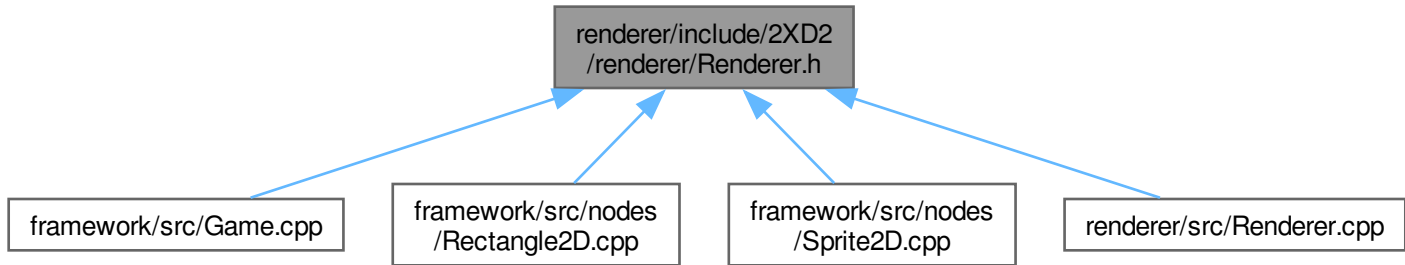 renderer/include/2XD2
/renderer/Renderer.h
framework/src/Game.cpp
framework/src/nodes
/Rectangle2D.cpp
framework/src/nodes
/Sprite2D.cpp
renderer/src/Renderer.cpp